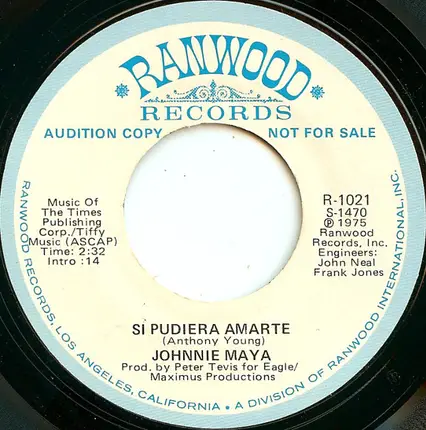 RANWOOD
RECORDS
AUDITION COPY NOT FOR SALE
Music Of
The Times
Publishing
Corp./Tiffy
Music (ASCAP)
Time: 2:32
Intro :14
R-1021
S-1470
℗ 1975
Ranwood
Records, Inc.
Engineers:
John Neal
Frank Jones
SI PUDIERA AMARTE
(Anthony Young)
JOHNNIE MAYA
Prod. by Peter Tevis for Eagle/
Maximus Productions
RANWOOD RECORDS, LOS ANGELES, CALIFORNIA • A DIVISION OF RANWOOD INTERNATIONAL, INC.